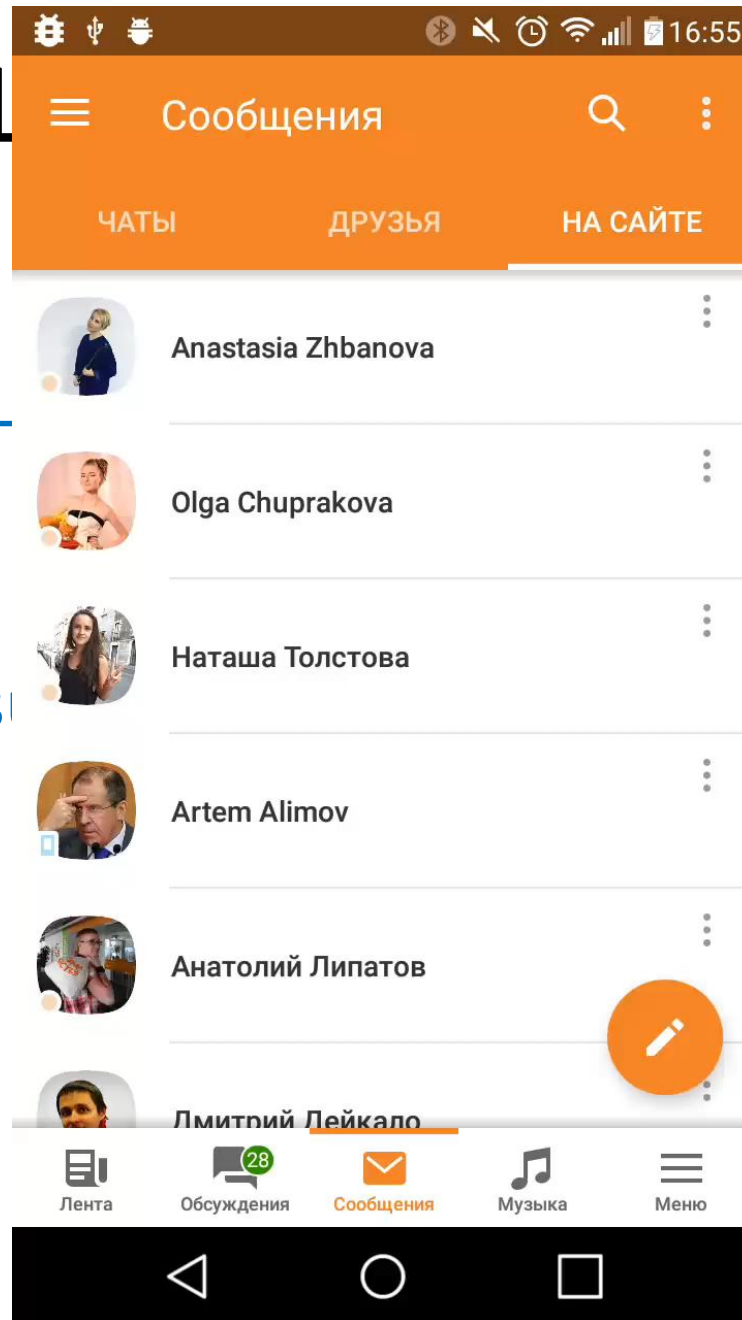 16:55
Сообщения
ЧАТЫ ДРУЗЬЯ НА САЙТЕ
Anastasia Zhbanova
Olga Chuprakova
Наташа Толстова
Artem Alimov
Анатолий Липатов
Дмитрий Лейкало
28
Лента Обсуждения Сообщения Музыка Меню